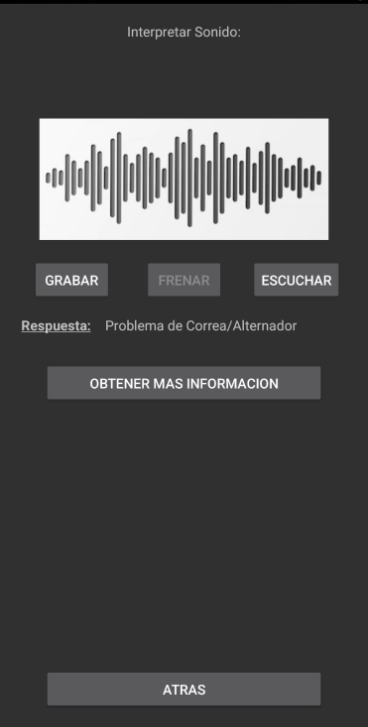 Interpretar Sonido:
GRABAR FRENAR ESCUCHAR
Respuesta: Problema de Correa/Alternador
OBTENER MAS INFORMACION
ATRAS